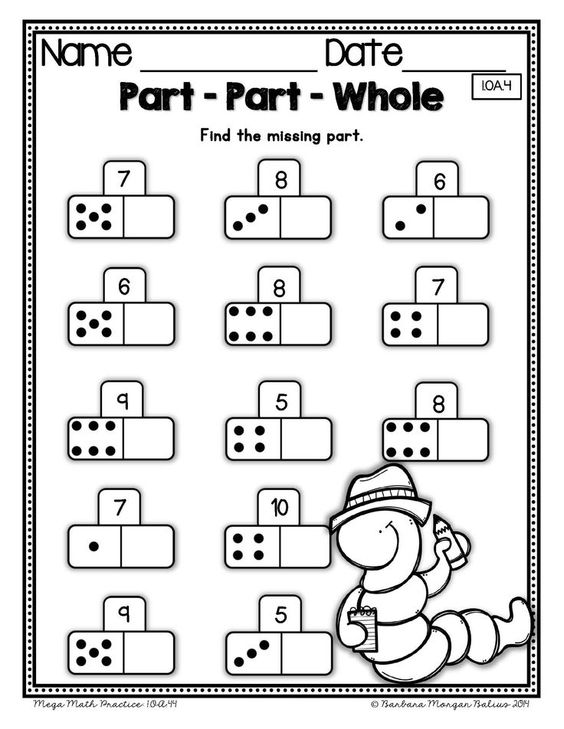 Name Date
Part - Part - Whole 1.OA.4
Find the missing part.
7 8 6
6 8 7
9 5 8
7 10
9 5
Mega Math Practice 1.OA.4.4 © Barbara Morgan Balius 2014